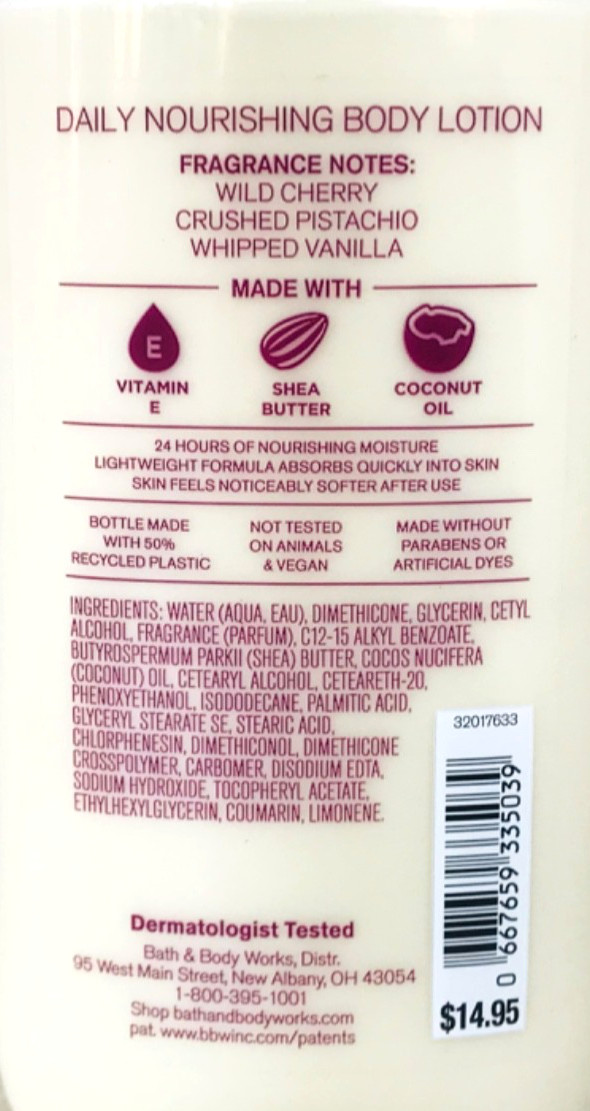 DAILY NOURISHING BODY LOTION
FRAGRANCE NOTES:
WILD CHERRY
CRUSHED PISTACHIO
WHIPPED VANILLA
MADE WITH
E
VITAMIN
E
SHEA
BUTTER
COCONUT
OIL
24 HOURS OF NOURISHING MOISTURE
LIGHTWEIGHT FORMULA ABSORBS QUICKLY INTO SKIN
SKIN FEELS NOTICEABLY SOFTER AFTER USE
BOTTLE MADE
WITH 50%
RECYCLED PLASTIC
NOT TESTED
ON ANIMALS
& VEGAN
MADE WITHOUT
PARABENS OR
ARTIFICIAL DYES
INGREDIENTS: WATER (AQUA, EAU), DIMETHICONE, GLYCERIN, CETYL
ALCOHOL, FRAGRANCE (PARFUM), C12-15 ALKYL BENZOATE,
BUTYROSPERMUM PARKII (SHEA) BUTTER, COCOS NUCIFERA
(COCONUT) OIL, CETEARYL ALCOHOL, CETEARETH-20,
PHENOXYETHANOL, ISODODECANE, PALMITIC ACID,
GLYCERYL STEARATE SE, STEARIC ACID,
CHLORPHENESIN, DIMETHICONOL, DIMETHICONE
CROSSPOLYMER, CARBOMER, DISODIUM EDTA,
SODIUM HYDROXIDE, TOCOPHERYL ACETATE,
ETHYLHEXYLGLYCERIN, COUMARIN, LIMONENE.
32017633
0 667659 335039
$14.95
Dermatologist Tested
Bath & Body Works, Distr.
95 West Main Street, New Albany, OH 43054
1-800-395-1001
Shop bathandbodyworks.com
pat. www.bbwinc.com/patents